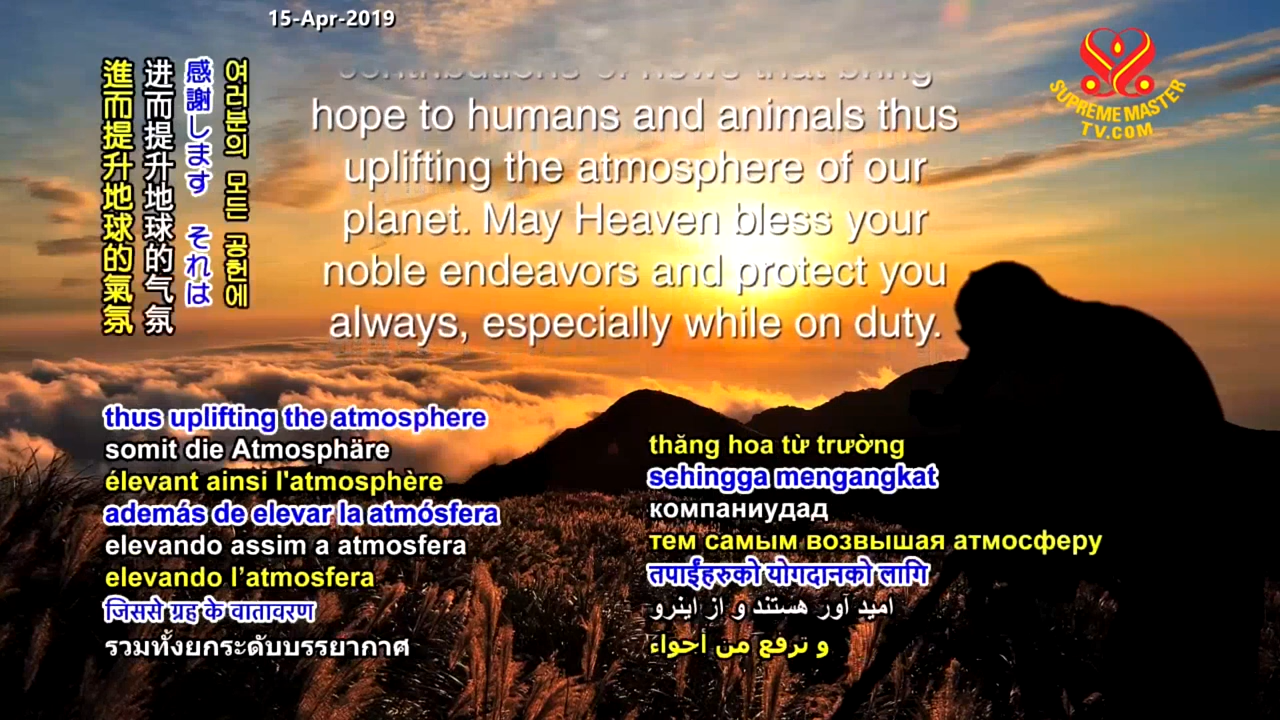 15-Apr-2019
contributions of news that bring
hope to humans and animals thus
uplifting the atmosphere of our
planet. May Heaven bless your
noble endeavors and protect you
always, especially while on duty.
SUPREME MASTER
TV.COM
여러분의 모든 공헌에
感謝します それは
进而提升地球的气氛
進而提升地球的氣氛
thus uplifting the atmosphere
somit die Atmosphäre
élevant ainsi l'atmosphère
además de elevar la atmósfera
elevando assim a atmosfera
elevando l’atmosfera
जिससे ग्रह के वातावरण
รวมทั้งยกระดับบรรยากาศ
thăng hoa từ trường
sehingga mengangkat
компаниудад
тем самым возвышая атмосферу
तपाईंहरुको योगदानको लागि
امید آور هستند و از اینرو
و ترفع من أجواء